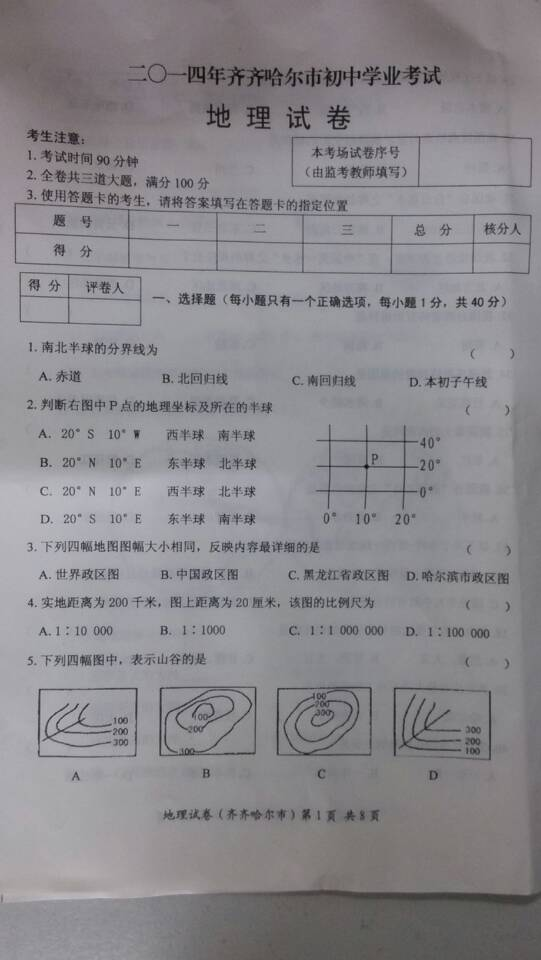 二〇一四年齐齐哈尔市初中学业考试
地 理 试 卷
考生注意：
1. 考试时间 90 分钟
2. 全卷共三道大题，满分 100 分
3. 使用答题卡的考生，请将答案填写在答题卡的指定位置
本考场试卷序号
（由监考教师填写）
题 号 一 二 三 总 分 核分人
得 分
得 分 评卷人
一、选择题（每小题只有一个正确选项，每小题 1 分，共 40 分）
1. 南北半球的分界线为 （ ）
A. 赤道 B. 北回归线 C. 南回归线 D. 本初子午线
2. 判断右图中 P 点的地理坐标及所在的半球 （ ）
A. 20° S 10° W 西半球 南半球
B. 20° N 10° E 东半球 北半球
C. 20° N 10° E 西半球 北半球
D. 20° S 10° E 东半球 南半球
40°
P 20°
0°
0° 10° 20°
3. 下列四幅地图图幅大小相同，反映内容最详细的是 （ ）
A. 世界政区图 B. 中国政区图 C. 黑龙江省政区图 D. 哈尔滨市政区图
4. 实地距离为 200 千米，图上距离为 20 厘米，该图的比例尺为 （ ）
A. 1∶10 000 B. 1∶1000 C. 1∶1 000 000 D. 1∶100 000
5. 下列四幅图中，表示山谷的是 （ ）
100
200
300
100
200
300
100
200
300
300
200
100
A B C D
地理试卷（齐齐哈尔市）第 1 页 共 8 页